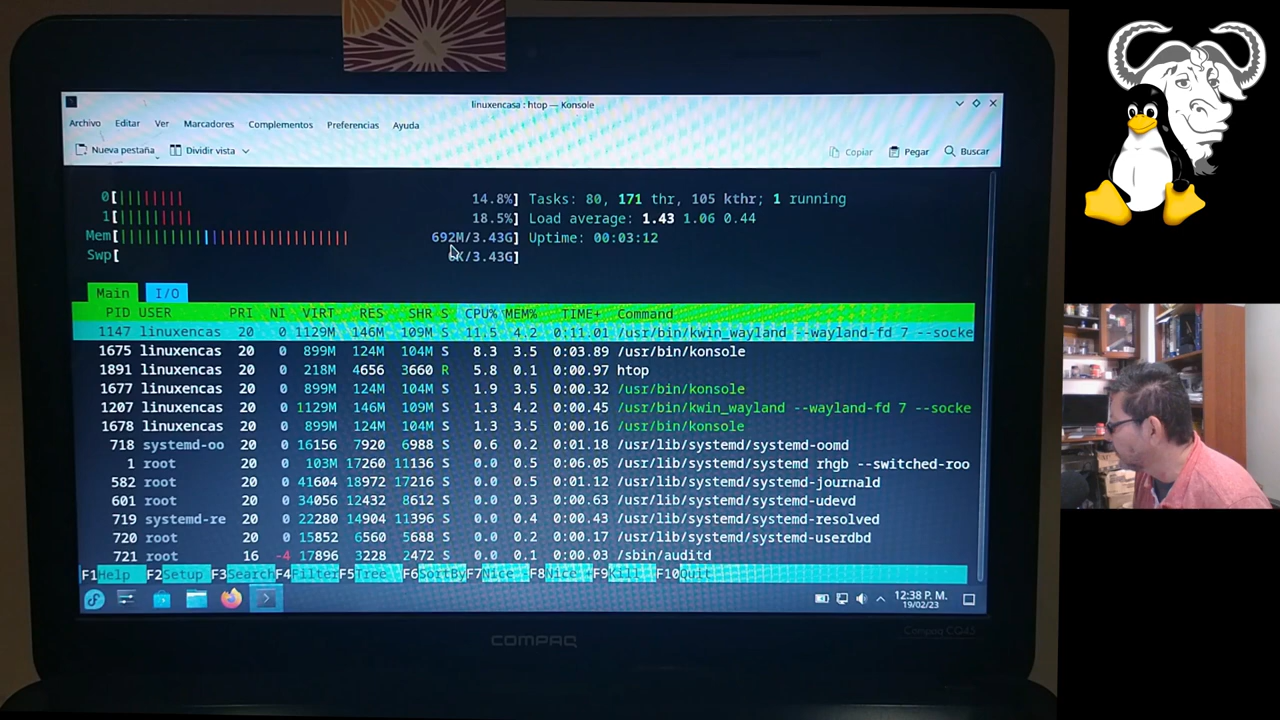 linuxencasa : htop — Konsole
Archivo Editar Ver Marcadores Complementos Preferencias Ayuda
Nueva pestaña Dividir vista Copiar Pegar Buscar
0[|||||||||| 14.8%] Tasks: 80, 171 thr, 105 kthr; 1 running
1[||||||||||| 18.5%] Load average: 1.43 1.06 0.44
Mem[ 692M/3.43G] Uptime: 00:03:12
Swp[ 6K/3.43G]
Main I/O
PID USER PRI NI VIRT RES SHR S CPU% MEM% TIME+ Command
1147 linuxencas 20 0 1129M 146M 109M S 11.5 4.2 0:11.01 /usr/bin/kwin_wayland --wayland-fd 7 --socke
1675 linuxencas 20 0 899M 124M 104M S 8.3 3.5 0:03.89 /usr/bin/konsole
1891 linuxencas 20 0 218M 4656 3660 R 5.8 0.1 0:00.97 htop
1677 linuxencas 20 0 899M 124M 104M S 1.9 3.5 0:00.32 /usr/bin/konsole
1207 linuxencas 20 0 1129M 146M 109M S 1.3 4.2 0:00.45 /usr/bin/kwin_wayland --wayland-fd 7 --socke
1678 linuxencas 20 0 899M 124M 104M S 1.3 3.5 0:00.16 /usr/bin/konsole
718 systemd-oo 20 0 16156 7920 6988 S 0.6 0.2 0:01.18 /usr/lib/systemd/systemd-oomd
1 root 20 0 103M 17260 11136 S 0.0 0.5 0:06.05 /usr/lib/systemd/systemd rhgb --switched-roo
582 root 20 0 41604 18972 17216 S 0.0 0.5 0:01.12 /usr/lib/systemd/systemd-journald
601 root 20 0 34056 12432 8612 S 0.0 0.3 0:00.63 /usr/lib/systemd/systemd-udevd
719 systemd-re 20 0 22280 14904 11396 S 0.0 0.4 0:00.43 /usr/lib/systemd/systemd-resolved
720 root 20 0 15852 6560 5688 S 0.0 0.2 0:00.17 /usr/lib/systemd/systemd-userdbd
721 root 16 -4 17896 3228 2472 S 0.0 0.1 0:00.03 /sbin/auditd
F1Help F2Setup F3Search F4Filter F5Tree F6SortBy F7Nice - F8Nice + F9Kill F10Quit
12:38 P. M.
19/02/23
COMPAQ
Compaq CQ43